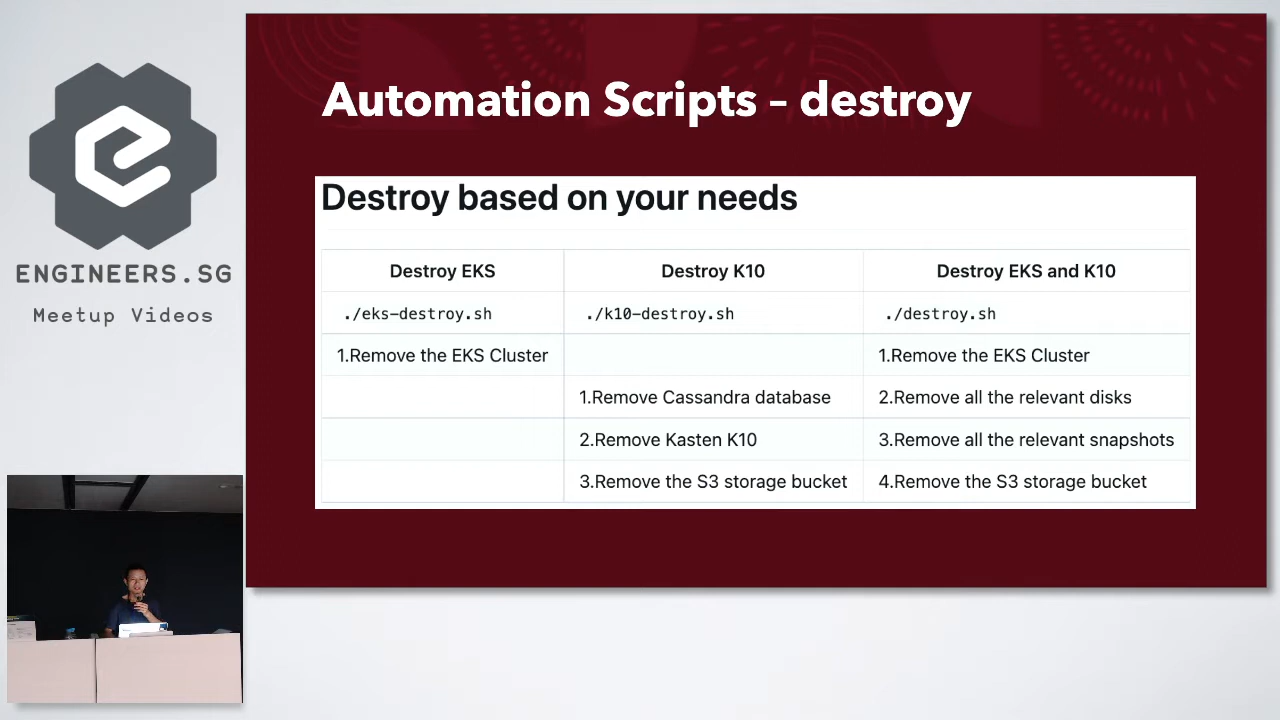 ENGINEERS.SG
Meetup Videos
Automation Scripts – destroy
Destroy based on your needs
Destroy EKS
Destroy K10
Destroy EKS and K10
./eks-destroy.sh
./k10-destroy.sh
./destroy.sh
1.Remove the EKS Cluster
1.Remove the EKS Cluster
1.Remove Cassandra database
2.Remove all the relevant disks
2.Remove Kasten K10
3.Remove all the relevant snapshots
3.Remove the S3 storage bucket
4.Remove the S3 storage bucket